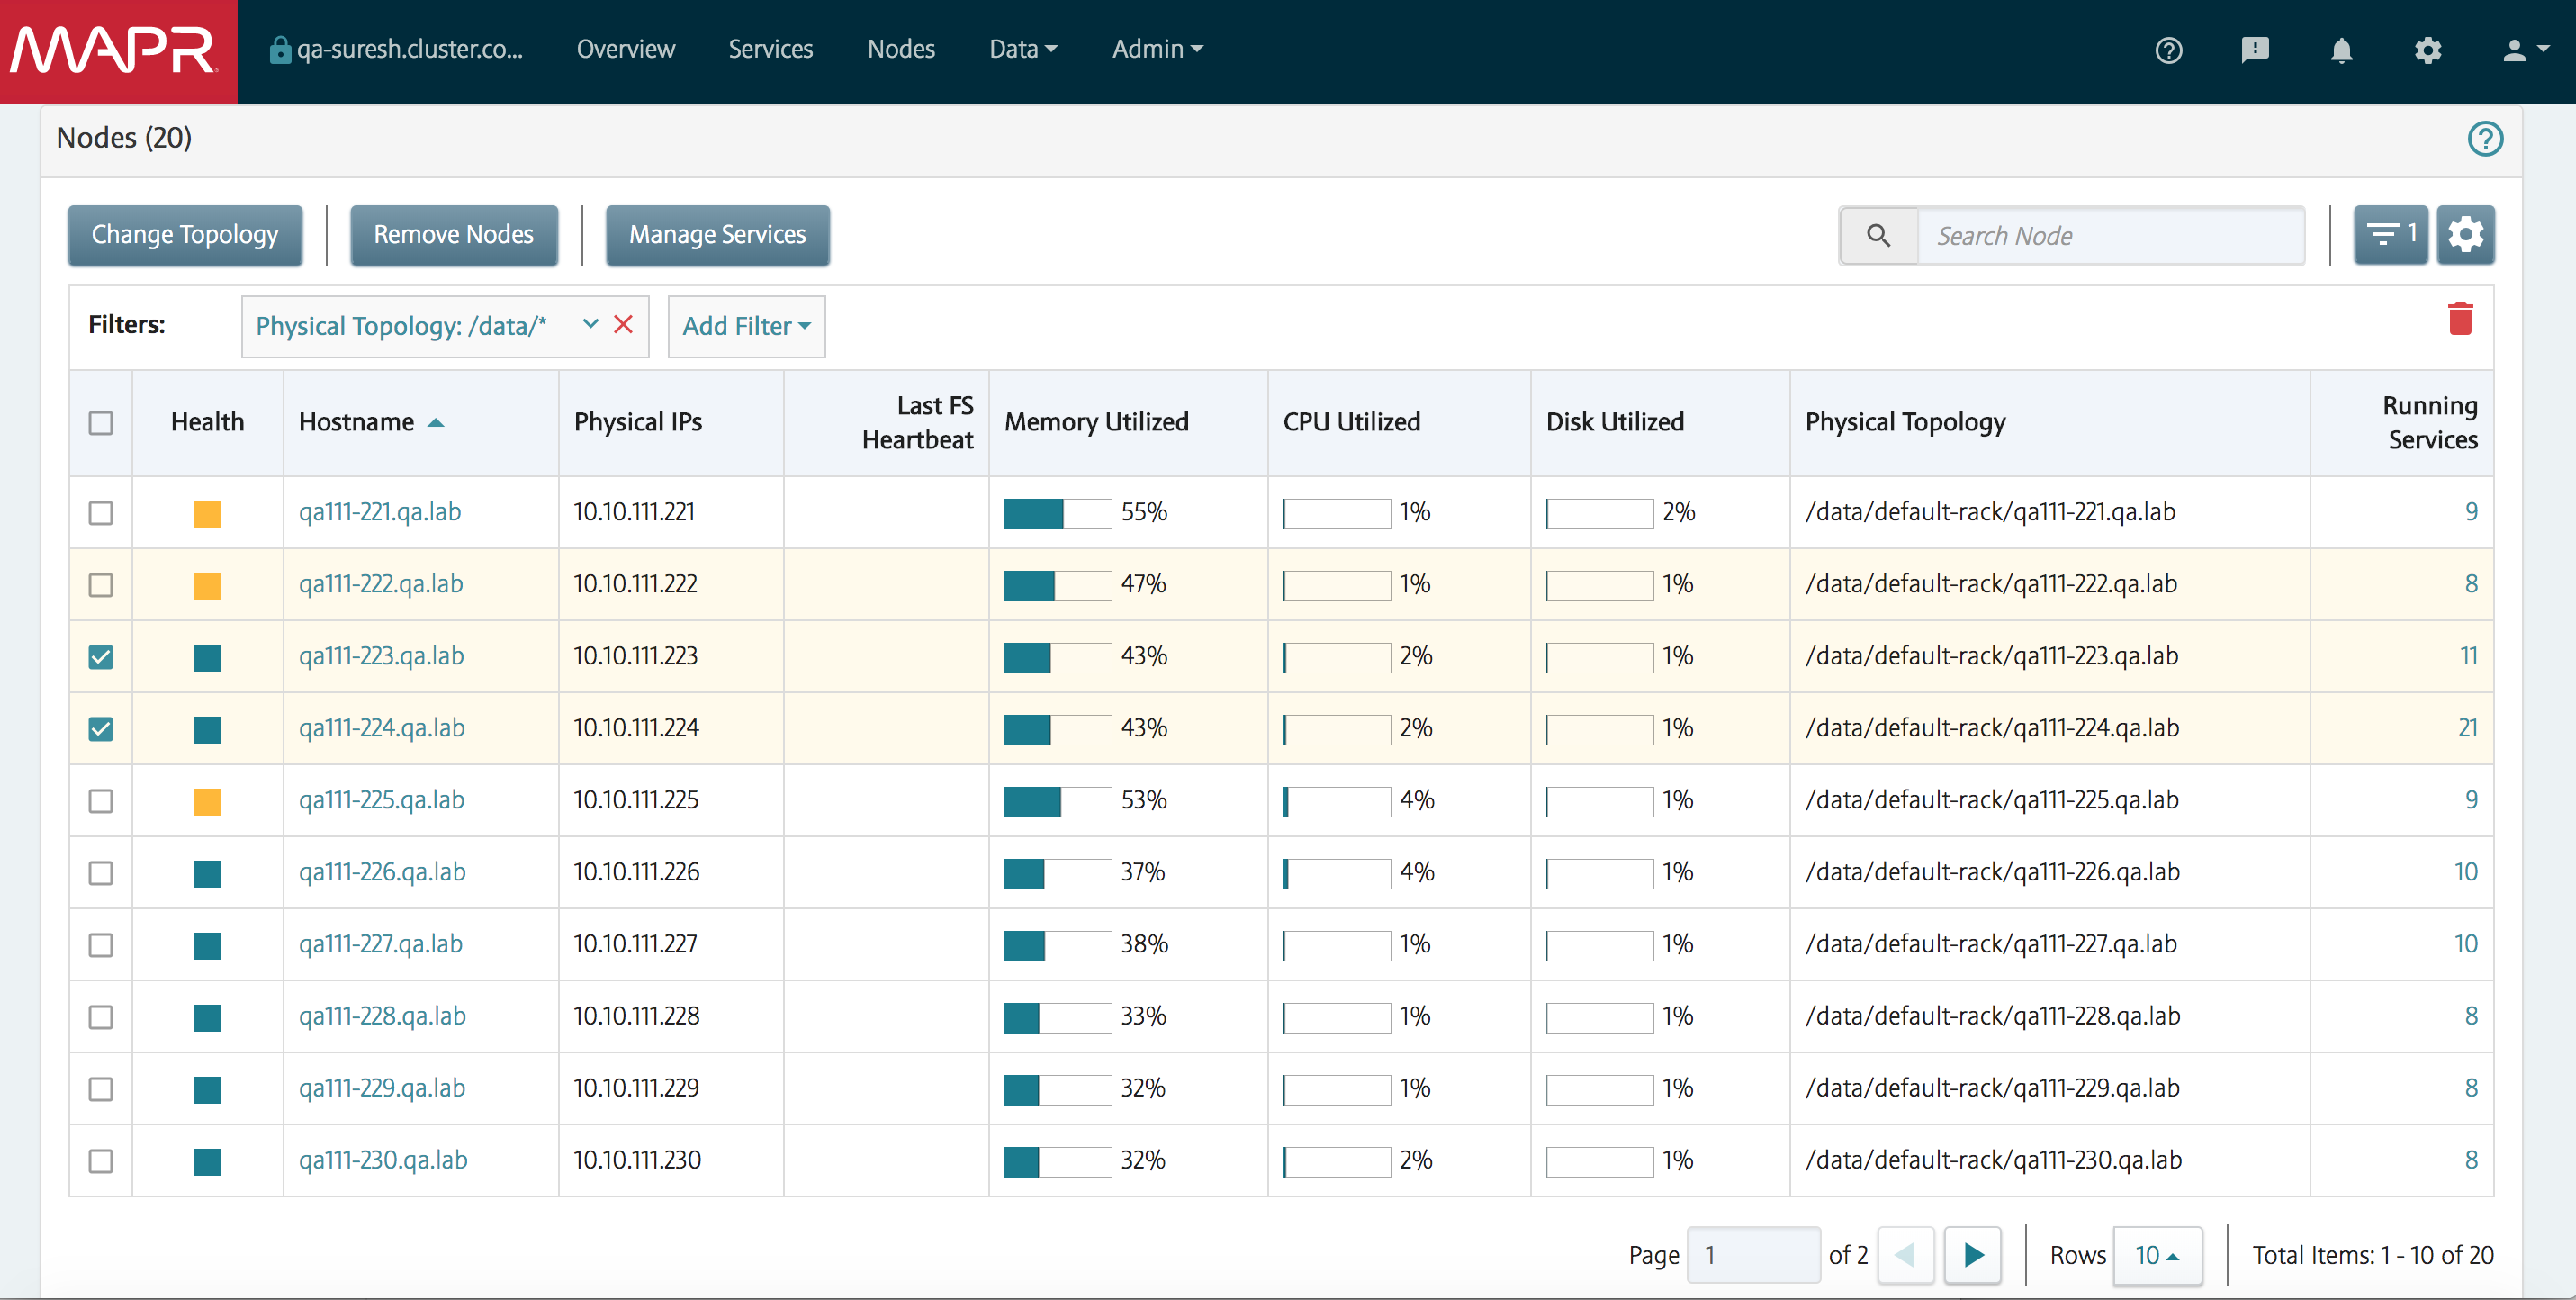 MAPR
qa-suresh.cluster.co... Overview Services Nodes Data Admin
Nodes (20)
Change Topology Remove Nodes Manage Services Search Node 1
Filters: Physical Topology: /data/* Add Filter
Health Hostname Physical IPs Last FS Heartbeat Memory Utilized CPU Utilized Disk Utilized Physical Topology Running Services
qa111-221.qa.lab 10.10.111.221 55% 1% 2% /data/default-rack/qa111-221.qa.lab 9
qa111-222.qa.lab 10.10.111.222 47% 1% 1% /data/default-rack/qa111-222.qa.lab 8
qa111-223.qa.lab 10.10.111.223 43% 2% 1% /data/default-rack/qa111-223.qa.lab 11
qa111-224.qa.lab 10.10.111.224 43% 2% 1% /data/default-rack/qa111-224.qa.lab 21
qa111-225.qa.lab 10.10.111.225 53% 4% 1% /data/default-rack/qa111-225.qa.lab 9
qa111-226.qa.lab 10.10.111.226 37% 4% 1% /data/default-rack/qa111-226.qa.lab 10
qa111-227.qa.lab 10.10.111.227 38% 1% 1% /data/default-rack/qa111-227.qa.lab 10
qa111-228.qa.lab 10.10.111.228 33% 1% 1% /data/default-rack/qa111-228.qa.lab 8
qa111-229.qa.lab 10.10.111.229 32% 1% 1% /data/default-rack/qa111-229.qa.lab 8
qa111-230.qa.lab 10.10.111.230 32% 2% 1% /data/default-rack/qa111-230.qa.lab 8
Page 1 of 2 Rows 10 Total Items: 1 - 10 of 20